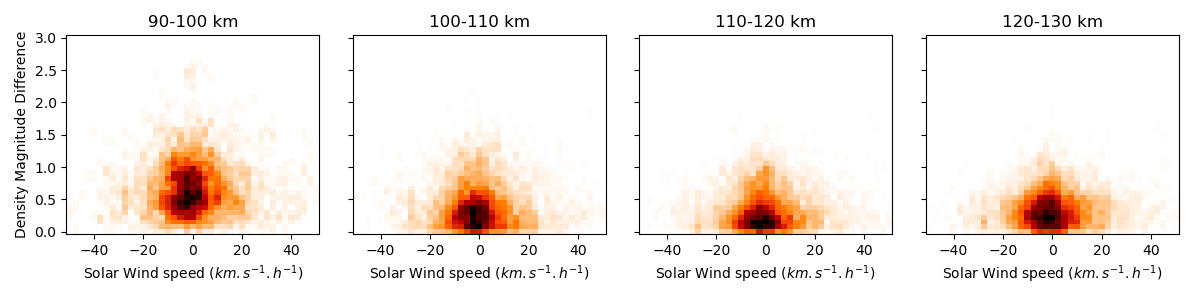 90-100 km
100-110 km
110-120 km
120-130 km
Density Magnitude Difference
3.0
2.5
2.0
1.5
1.0
0.5
0.0
−40 −20 0 20 40
−40 −20 0 20 40
−40 −20 0 20 40
−40 −20 0 20 40
Solar Wind speed (km.s⁻¹.h⁻¹)
Solar Wind speed (km.s⁻¹.h⁻¹)
Solar Wind speed (km.s⁻¹.h⁻¹)
Solar Wind speed (km.s⁻¹.h⁻¹)